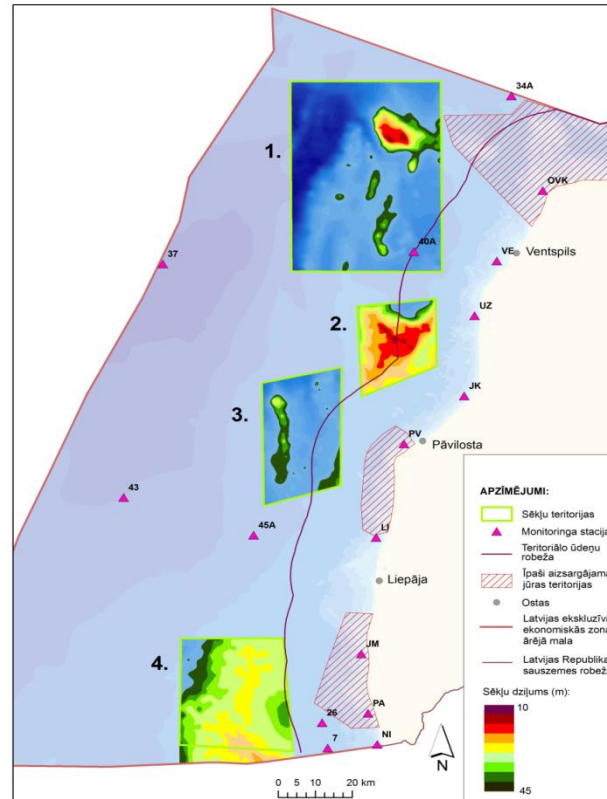 34A
1.
OVK
40A
VE
Ventspils
37
UZ
2.
JK
3.
PV
Pāvilosta
43
45A
LI
Liepāja
4.
JM
PA
26
7
NI
N
0 5 10 20 km
APZĪMĒJUMI:
Sēkļu teritorijas
Monitoringa stacija
Teritoriālo ūdeņu
robeža
Īpaši aizsargājama
jūras teritorijas
Ostas
Latvijas ekskluzīva
ekonomiskās zona
ārējā mala
Latvijas Republika
sauszemes robež
Sēkļu dziļums (m):
10
45